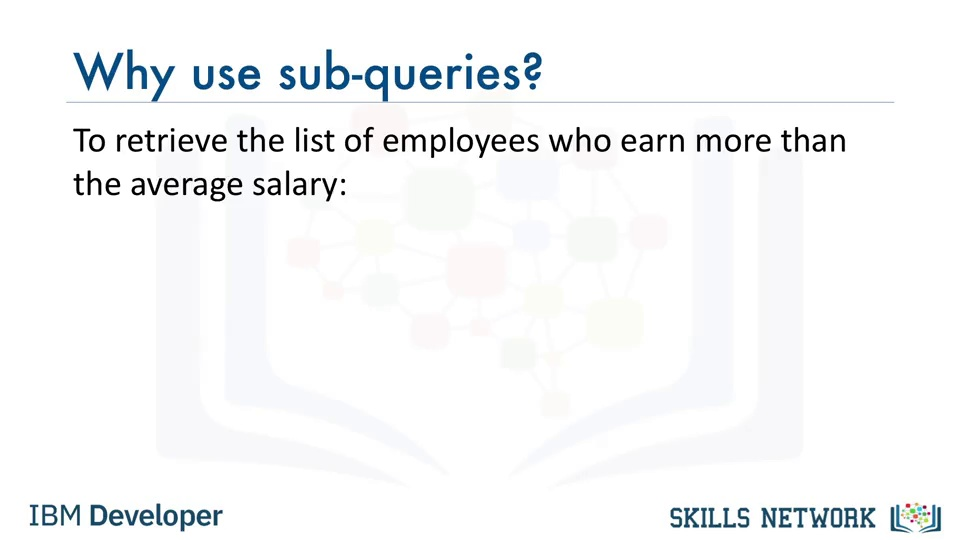 Why use sub-queries?
To retrieve the list of employees who earn more than
the average salary:
IBM Developer
SKILLS NETWORK